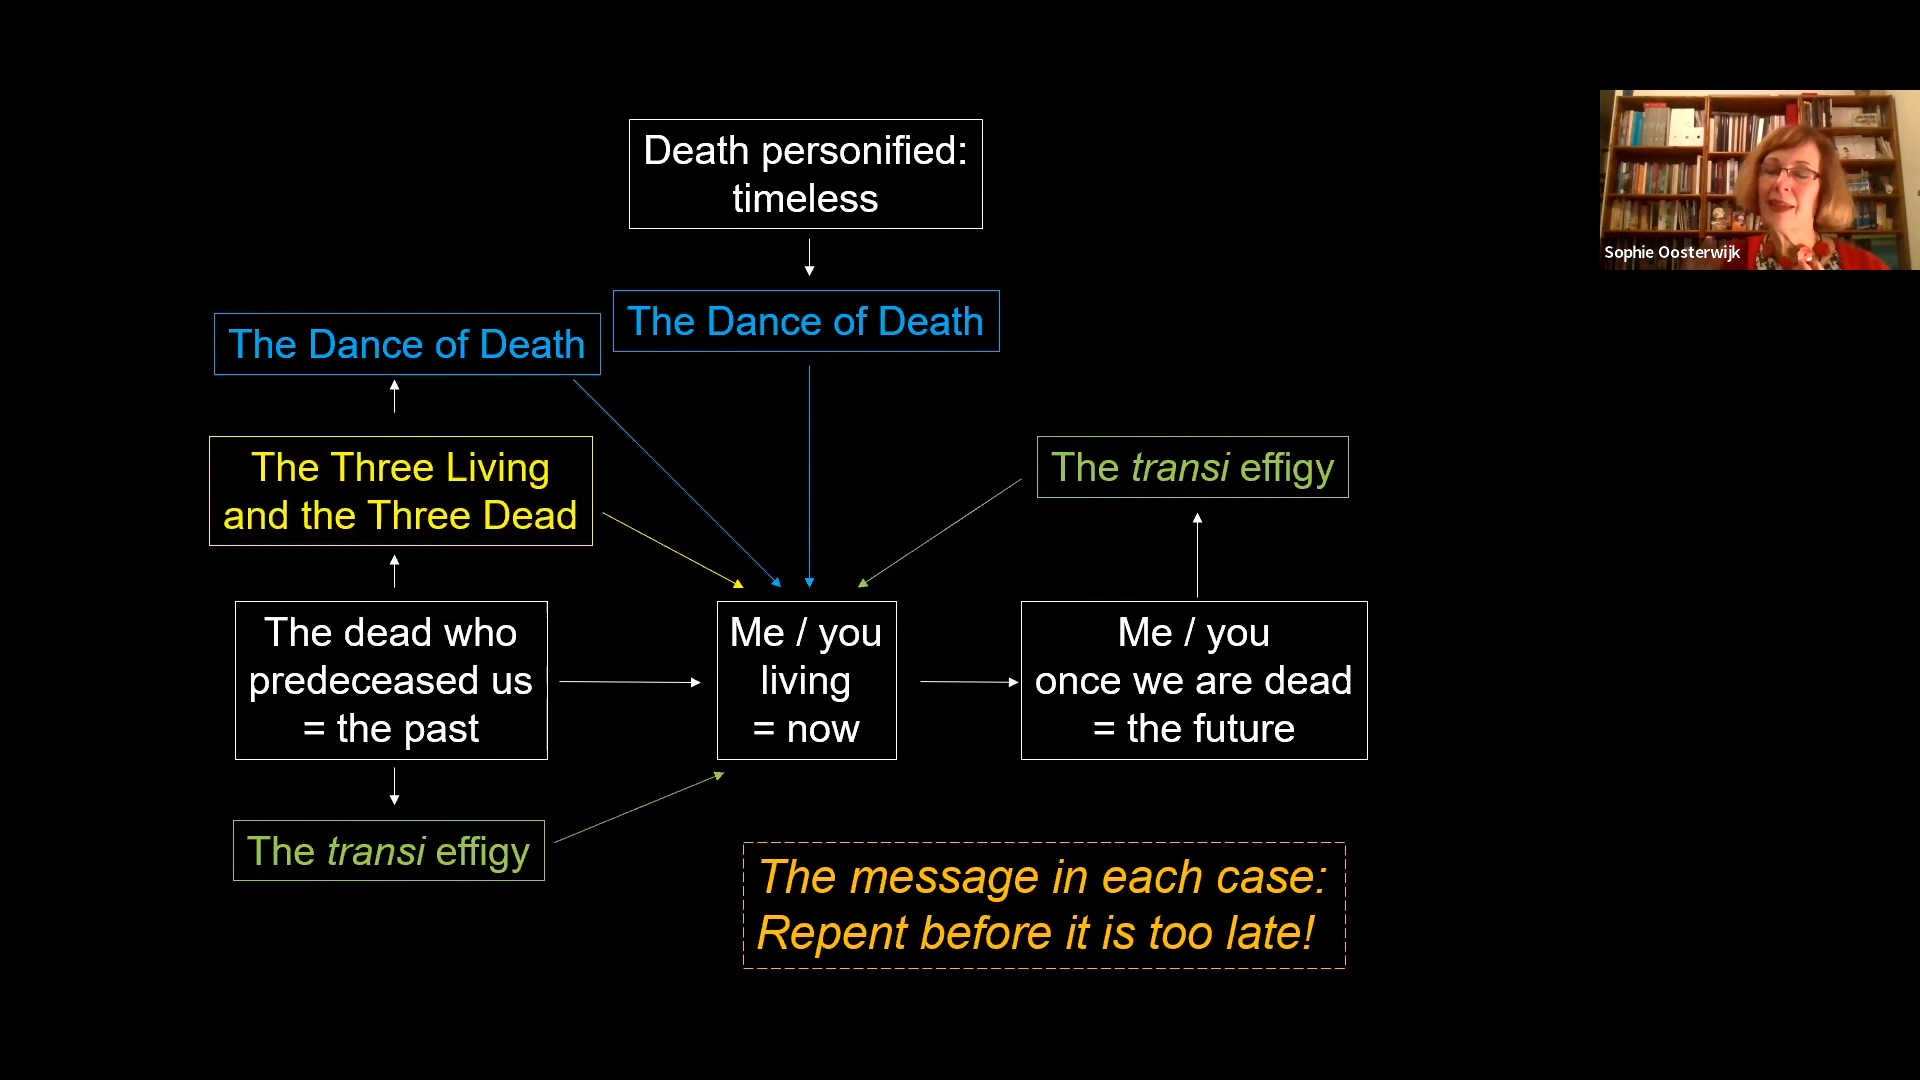 Death personified:
timeless
The Dance of Death
The Dance of Death
The Three Living
and the Three Dead
The transi effigy
The dead who
predeceased us
= the past
Me / you
living
= now
Me / you
once we are dead
= the future
The transi effigy
The message in each case:
Repent before it is too late!
Sophie Oosterwijk